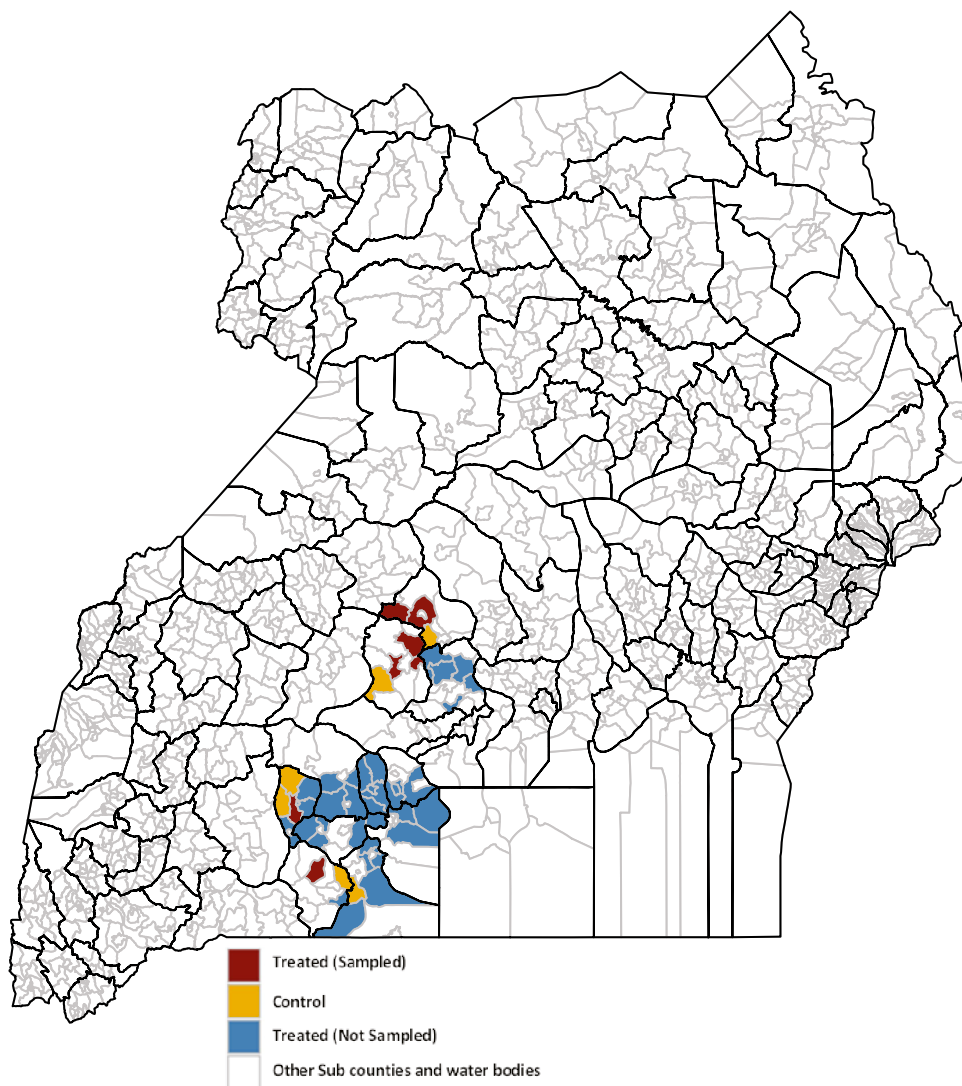 Treated (Sampled)
Control
Treated (Not Sampled)
Other Sub counties and water bodies